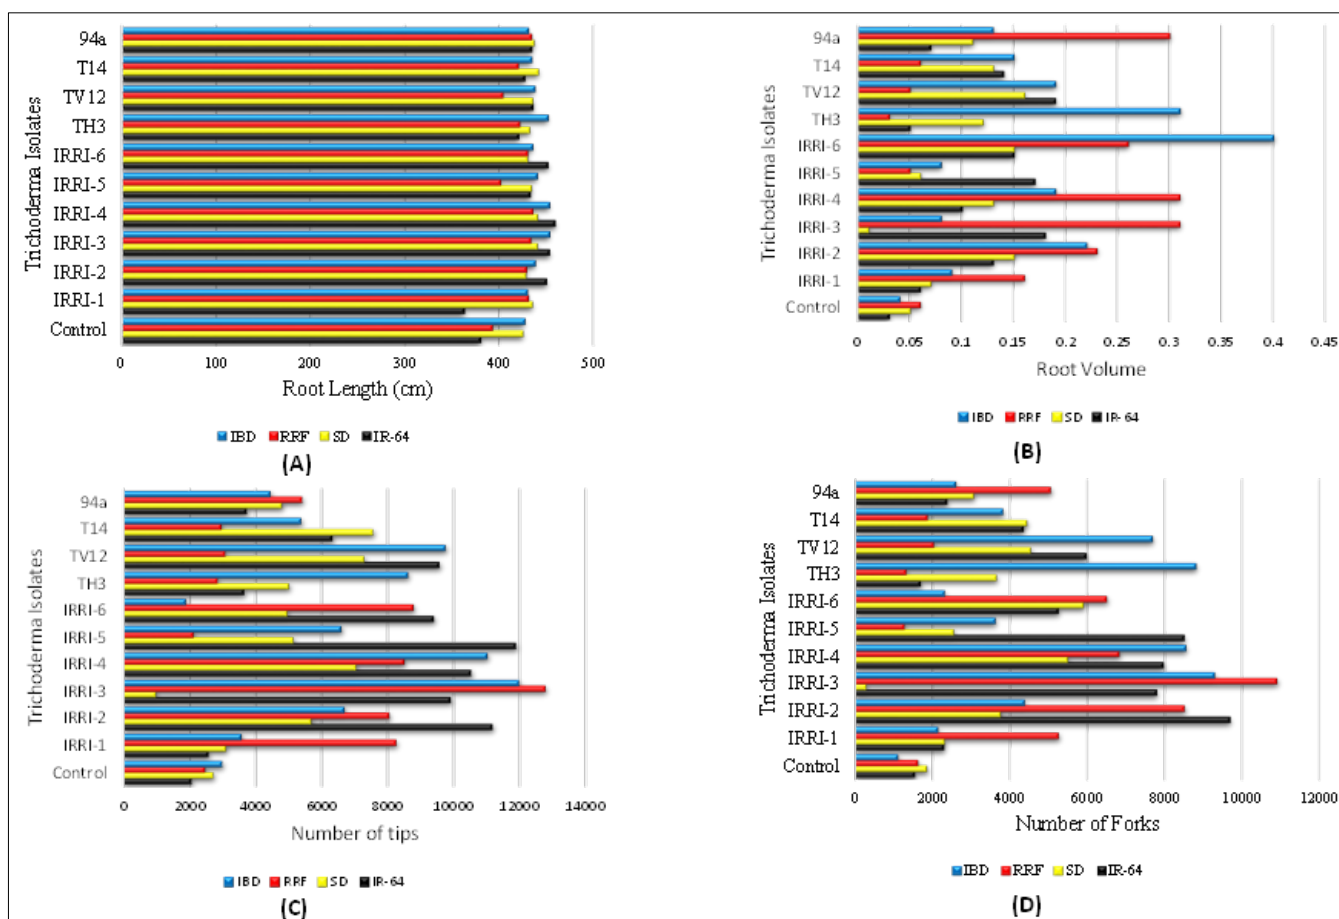 94a
T14
TV12
TH3
IRRI-6
IRRI-5
IRRI-4
IRRI-3
IRRI-2
IRRI-1
Control
Trichoderma Isolates
0 100 200 300 400 500
Root Length (cm)
IBD RRF SD IR-64
(A)
94a
T14
TV12
TH3
IRRI-6
IRRI-5
IRRI-4
IRRI-3
IRRI-2
IRRI-1
Control
Trichoderma Isolates
0 0.05 0.1 0.15 0.2 0.25 0.3 0.35 0.4 0.45
Root Volume
IBD RRF SD IR-64
(B)
94a
T14
TV12
TH3
IRRI-6
IRRI-5
IRRI-4
IRRI-3
IRRI-2
IRRI-1
Control
Trichoderma Isolates
0 2000 4000 6000 8000 10000 12000 14000
Number of tips
IBD RRF SD IR-64
(C)
94a
T14
TV12
TH3
IRRI-6
IRRI-5
IRRI-4
IRRI-3
IRRI-2
IRRI-1
Control
Trichoderma Isolates
0 2000 4000 6000 8000 10000 12000
Number of Forks
IBD RRF SD IR-64
(D)